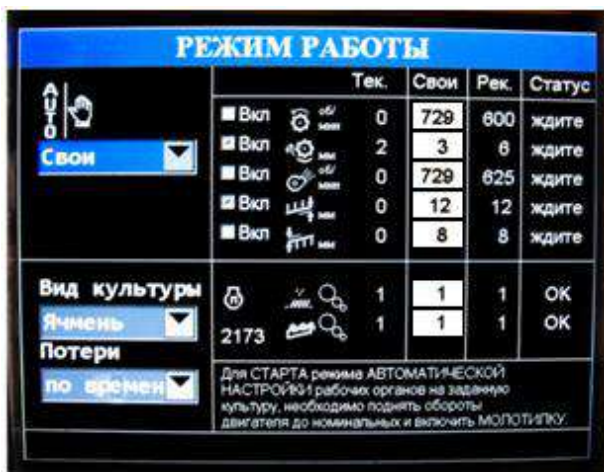 РЕЖИМ РАБОТЫ
AUTO
Свои
Тек. Свои Рек. Статус
Вкл об/мин 0 729 600 ждите
Вкл мм 2 3 6 ждите
Вкл об/мин 0 729 625 ждите
Вкл мм 0 12 12 ждите
Вкл мм 0 8 8 ждите
Вид культуры
Ячмень
Потери
по времен
n
2173
1 1 1 OK
1 1 1 OK
Для СТАРТА режима АВТОМАТИЧЕСКОЙ
НАСТРОЙКИ рабочих органов на заданную
культуру, необходимо поднять обороты
двигателя до номинальных и включить МОЛОТИЛКУ.